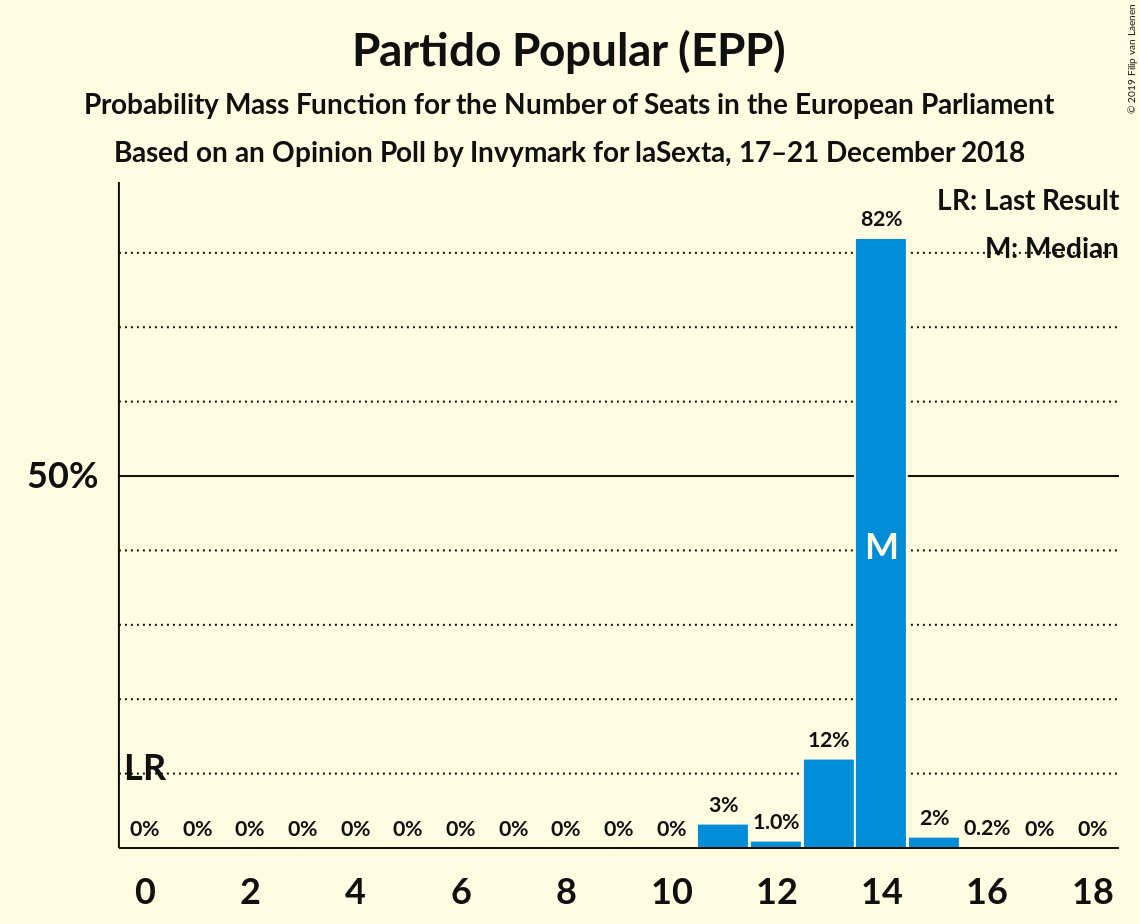 Partido Popular (EPP)
Probability Mass Function for the Number of Seats in the European Parliament
Based on an Opinion Poll by Invymark for laSexta, 17–21 December 2018
© 2019 Filip van Laenen
LR: Last Result
M: Median
82%
50%
M
12%
LR
3%
1.0%
2%
0.2%
0% 0% 0% 0% 0% 0% 0% 0% 0% 0% 0% 0% 0%
0 2 4 6 8 10 12 14 16 18